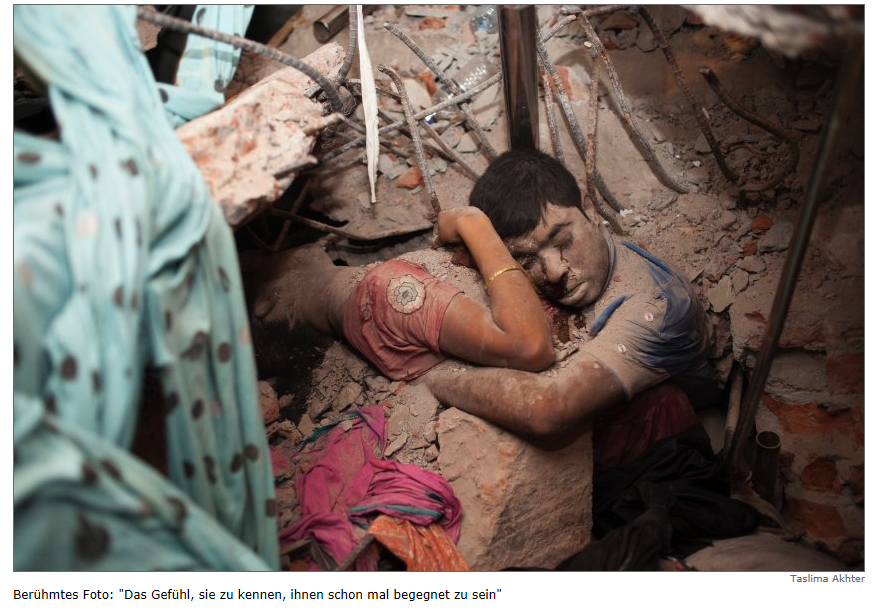 Taslima Akhter
Berühmtes Foto: "Das Gefühl, sie zu kennen, ihnen schon mal begegnet zu sein"